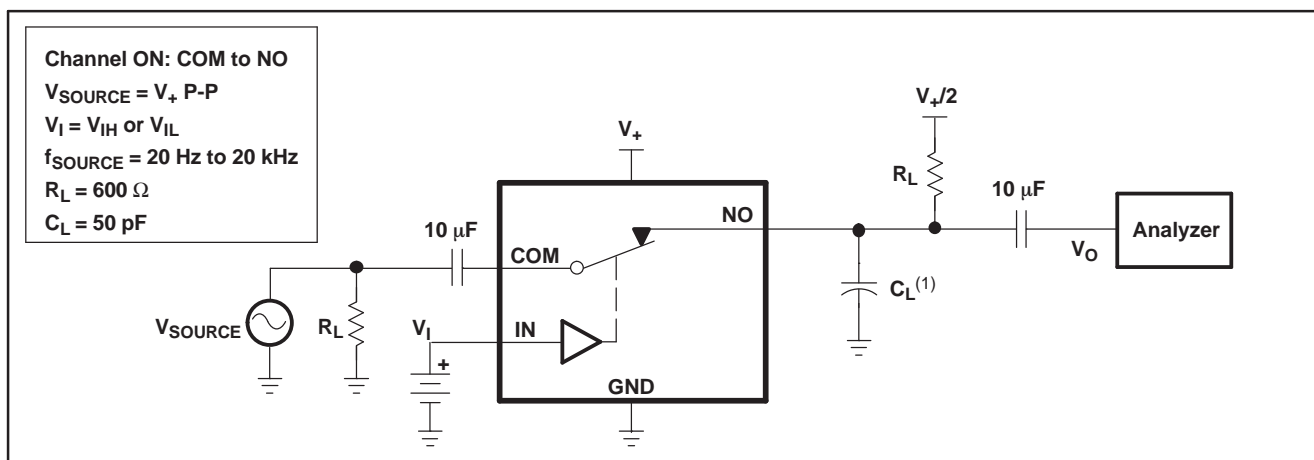 Channel ON: COM to NO
VSOURCE = V+ P-P
VI = VIH or VIL
fSOURCE = 20 Hz to 20 kHz
RL = 600 Ω
CL = 50 pF
V+/2
V+
RL
10 μF
NO
Analyzer
10 μF
COM
VO
CL(1)
VSOURCE
RL
VI
IN
+
GND